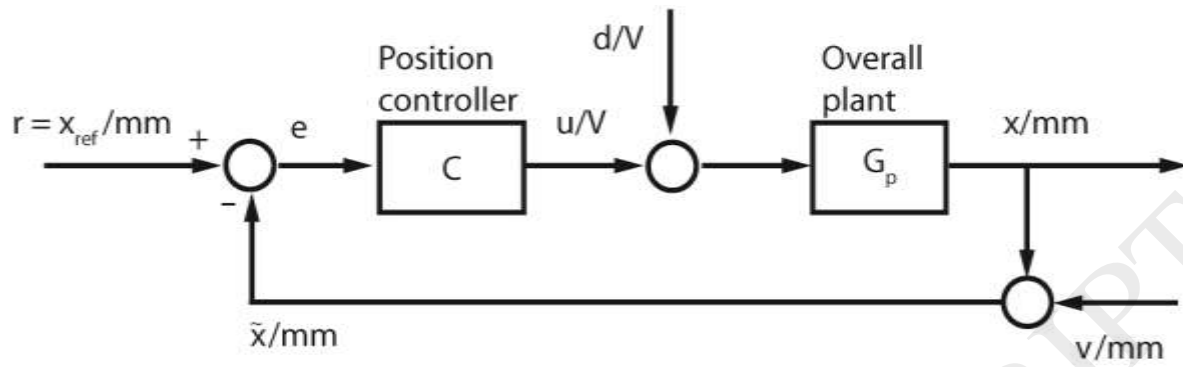 d/V
Position
controller
Overall
plant
r = x_ref/mm
+
e
u/V
x/mm
C
G_p
−
x̃/mm
v/mm